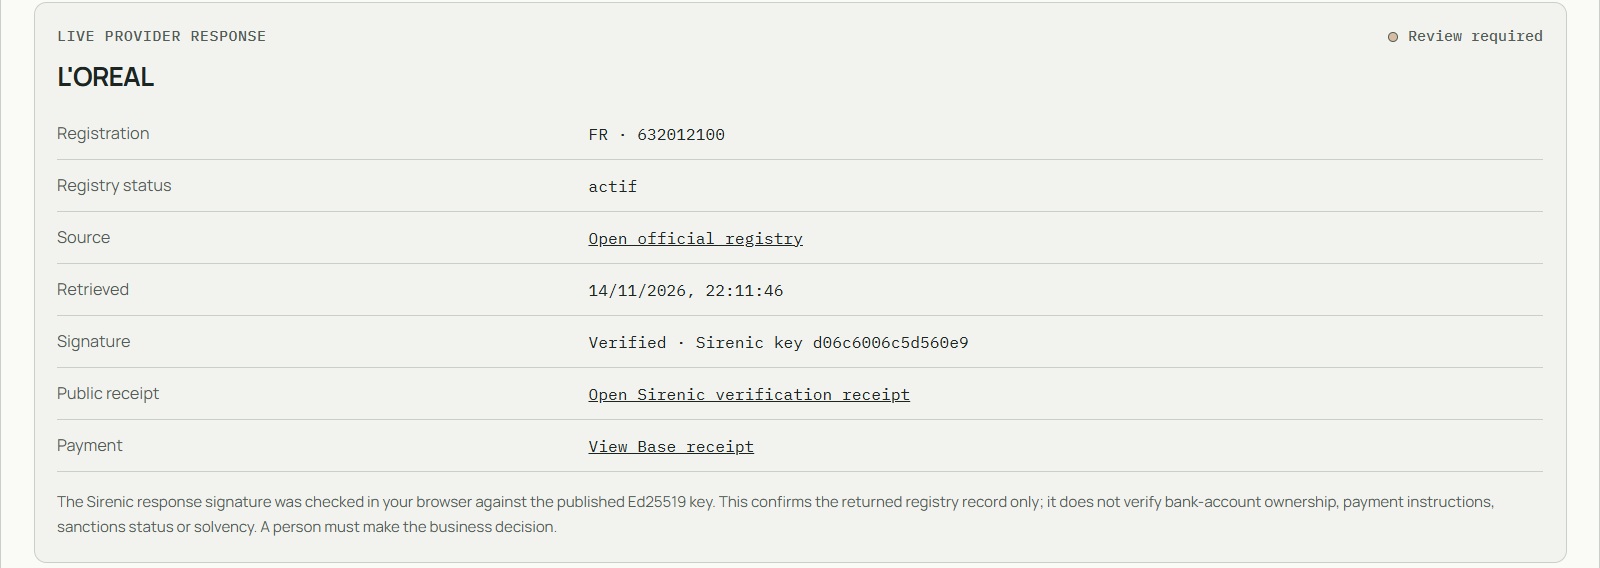 LIVE PROVIDER RESPONSE
Review required
L'OREAL
Registration
FR · 632012100
Registry status
actif
Source
Open official registry
Retrieved
14/11/2026, 22:11:46
Signature
Verified · Sirenic key d06c6006c5d560e9
Public receipt
Open Sirenic verification receipt
Payment
View Base receipt
The Sirenic response signature was checked in your browser against the published Ed25519 key. This confirms the returned registry record only; it does not verify bank-account ownership, payment instructions,
sanctions status or solvency. A person must make the business decision.